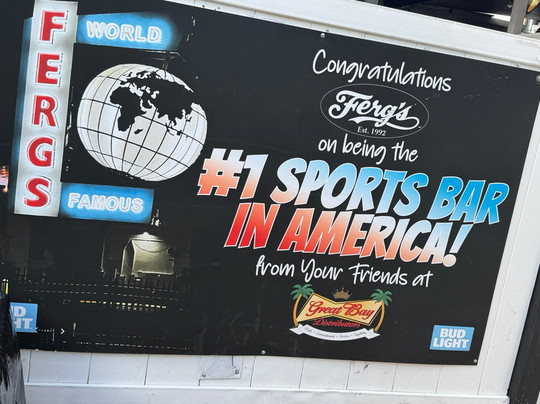 FERGS
WORLD
FAMOUS
Congratulations
Ferg's
Est. 1992
on being the
#1 SPORTS BAR
IN AMERICA!
from Your Friends at
Great Bay
Distributors
BUD
LIGHT